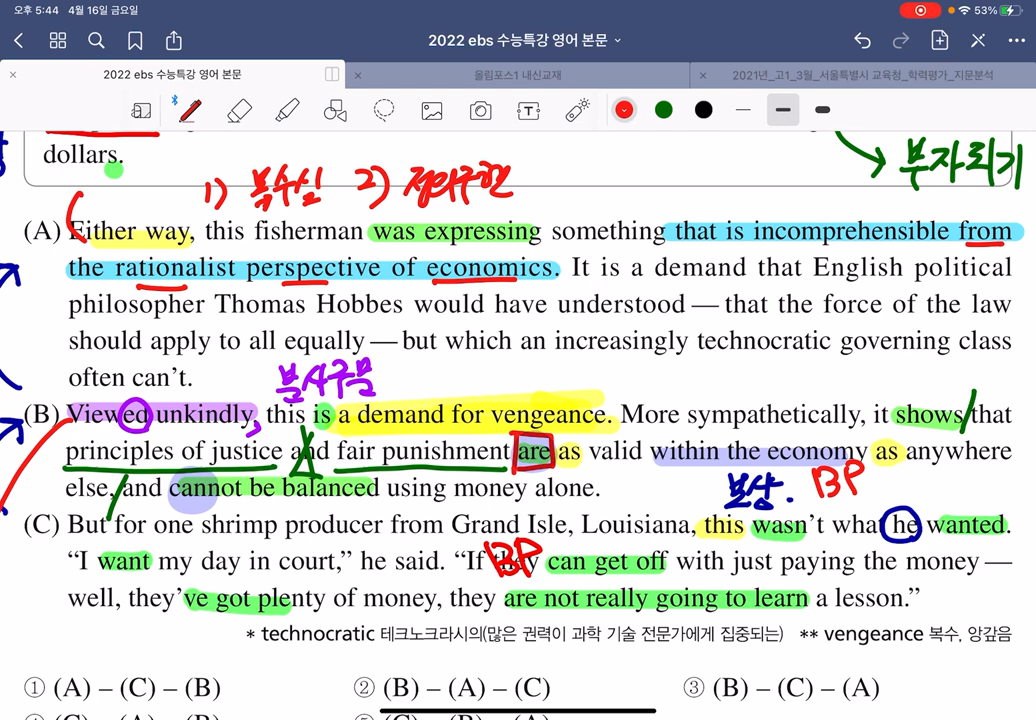 오후 5:44 4월 16일 금요일 53%
2022 ebs 수능특강 영어 본문
2022 ebs 수능특강 영어 본문 올림포스1 내신교재 2021년_고1_3월_서울특별시 교육청_학력평가_지문분석
dollars.
부자되기
1) 복수심 2) 정의구현
(A) Either way, this fisherman was expressing something that is incomprehensible from
the rationalist perspective of economics. It is a demand that English political
philosopher Thomas Hobbes would have understood — that the force of the law
should apply to all equally — but which an increasingly technocratic governing class
often can't.
분사구문
(B) Viewed unkindly, this is a demand for vengeance. More sympathetically, it shows that
principles of justice and fair punishment are as valid within the economy as anywhere
else, and cannot be balanced using money alone.
보상. BP
(C) But for one shrimp producer from Grand Isle, Louisiana, this wasn't what he wanted.
BP
"I want my day in court," he said. "If they can get off with just paying the money —
well, they've got plenty of money, they are not really going to learn a lesson."
* technocratic 테크노크라시의(많은 권력이 과학 기술 전문가에게 집중되는) ** vengeance 복수, 앙갚음
① (A) – (C) – (B) ② (B) – (A) – (C) ③ (B) – (C) – (A)